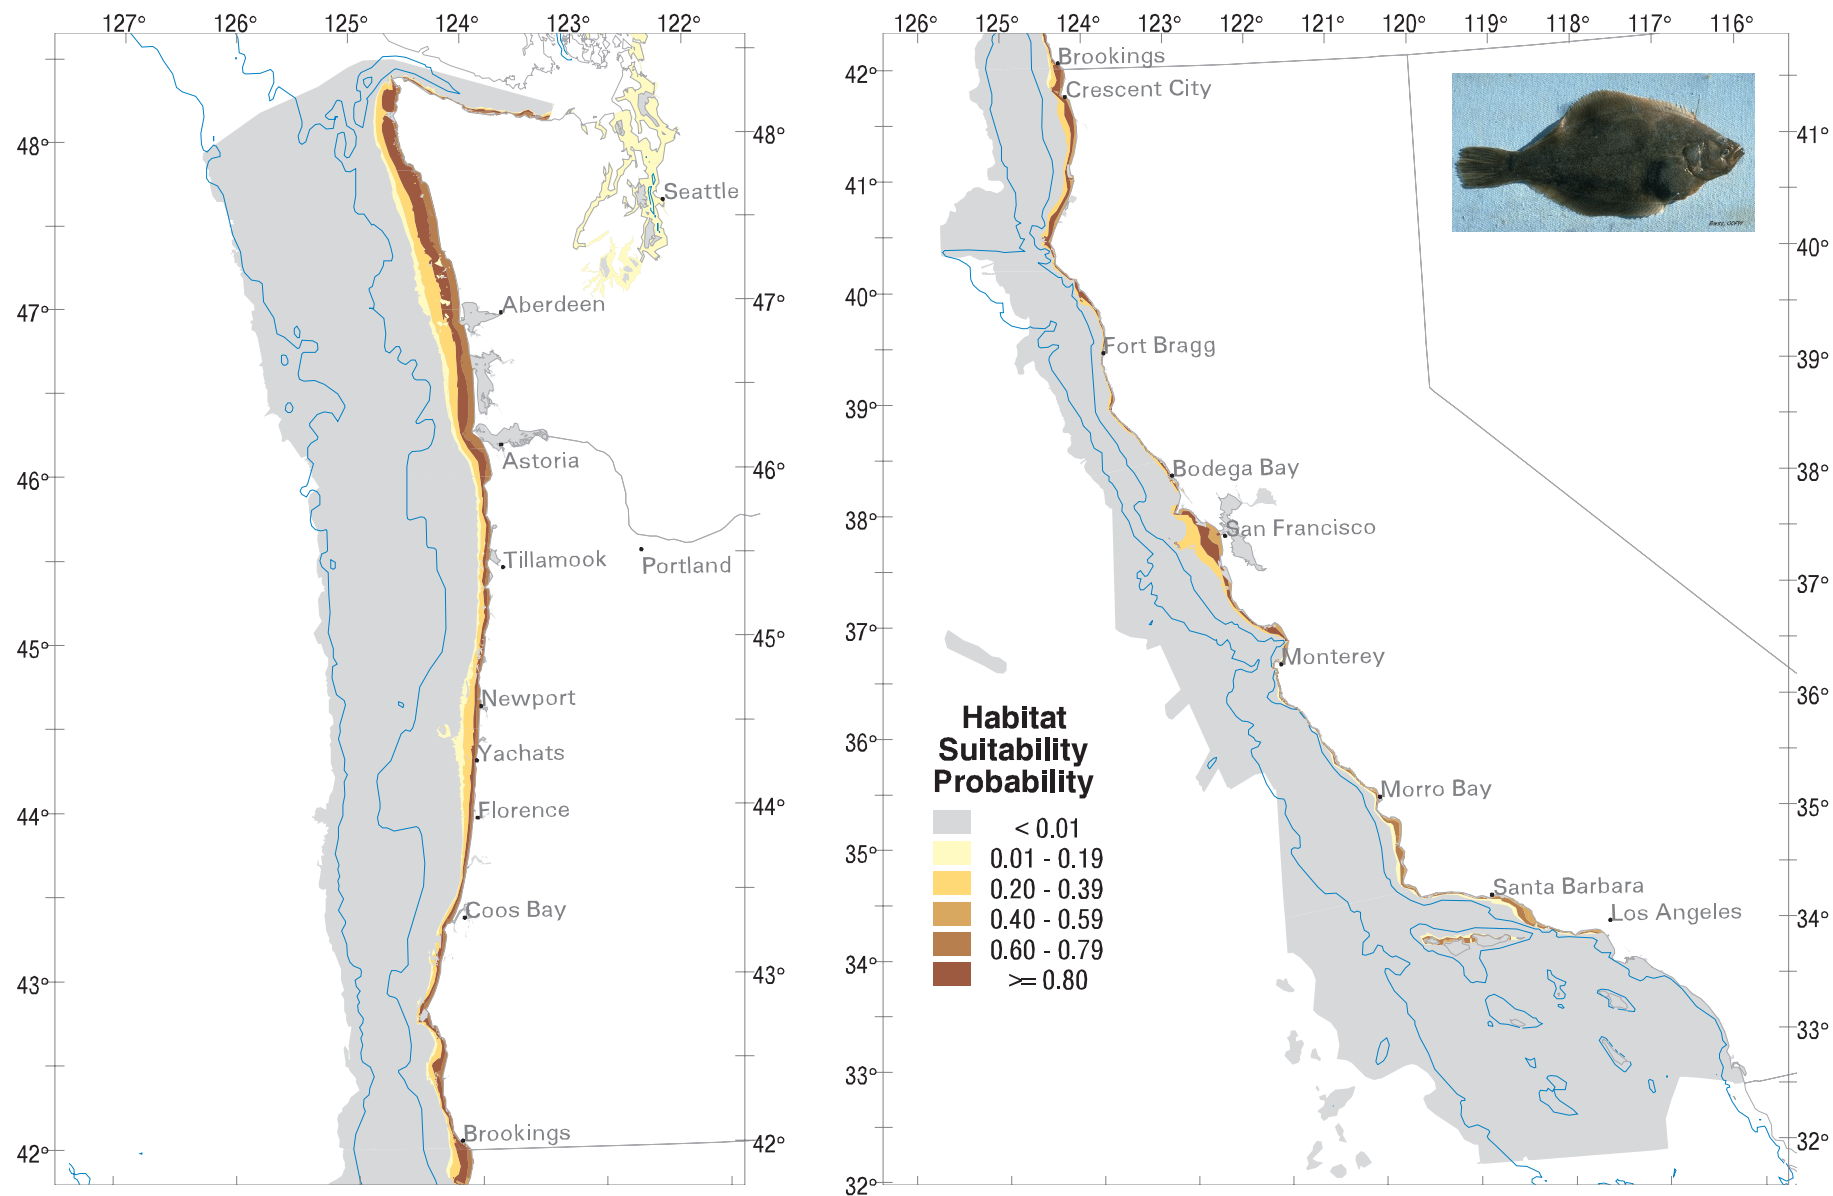 127° 126° 125° 124° 123° 122°
48°
47°
46°
45°
44°
43°
42°
48°
47°
46°
45°
44°
43°
42°
Seattle
Aberdeen
Astoria
Tillamook
Portland
Newport
Yachats
Florence
Coos Bay
Brookings
126° 125° 124° 123° 122° 121° 120° 119° 118° 117° 116°
42°
41°
40°
39°
38°
37°
36°
35°
34°
33°
32°
41°
40°
39°
38°
37°
36°
35°
34°
33°
32°
Brookings
Crescent City
Fort Bragg
Bodega Bay
San Francisco
Monterey
Morro Bay
Santa Barbara
Los Angeles
Habitat
Suitability
Probability
< 0.01
0.01 - 0.19
0.20 - 0.39
0.40 - 0.59
0.60 - 0.79
>= 0.80